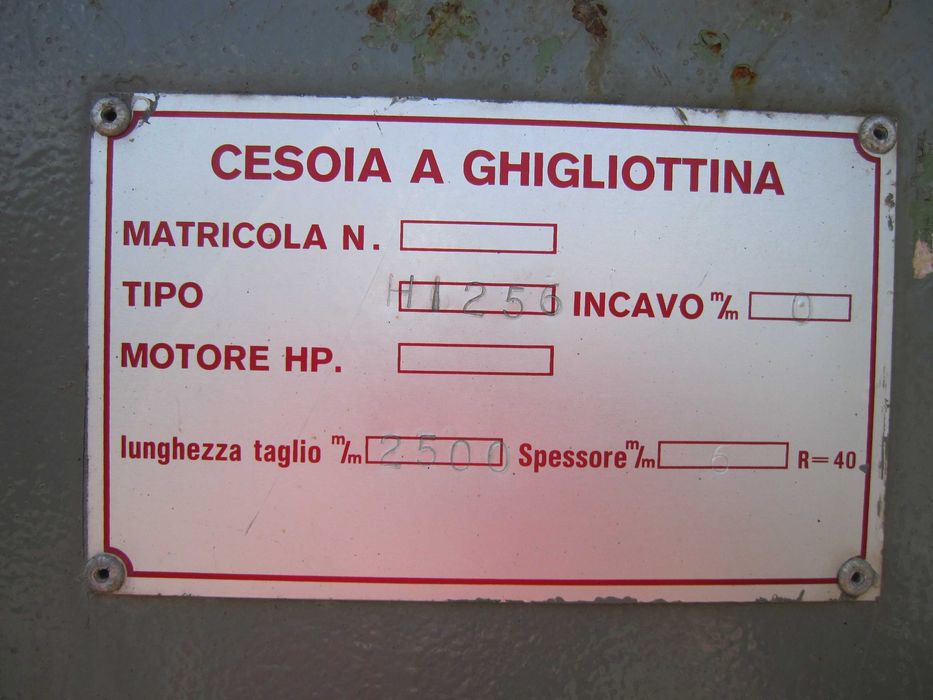 CESOIA A GHIGLIOTTINA
MATRICOLA N.
TIPO H1256 INCAVO m/m 0
MOTORE HP.
lunghezza taglio m/m 2500 Spessore m/m 6 R=40